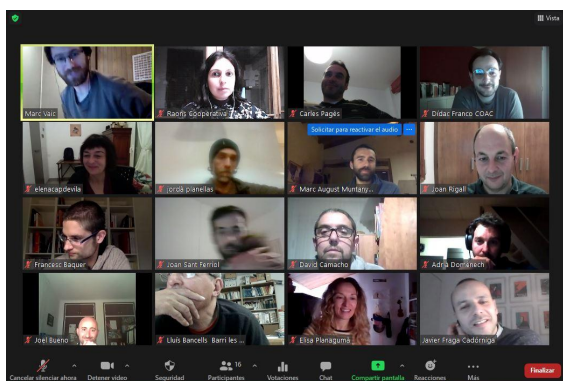 Vista
Marc Vaic
Raons Cooperativa
Carles Pagès
Dídac Franco COAC
Solicitar para reactivar el audio ...
elenacapdevila
jordà planellas
Marc August Muntany...
Joan Rigall
Francesc Baquer
Joan Sant Ferriol
David Camacho
Adrià Domènech
Joel Bueno
Lluís Bancells Barri les ...
Elisa Planagumà
Javier Fraga Cadórniga
Cancelar silenciar ahora
Detener video
Seguridad
16
Participantes
Votaciones
Chat
Compartir pantalla
Reacciones
Más
Finalizar